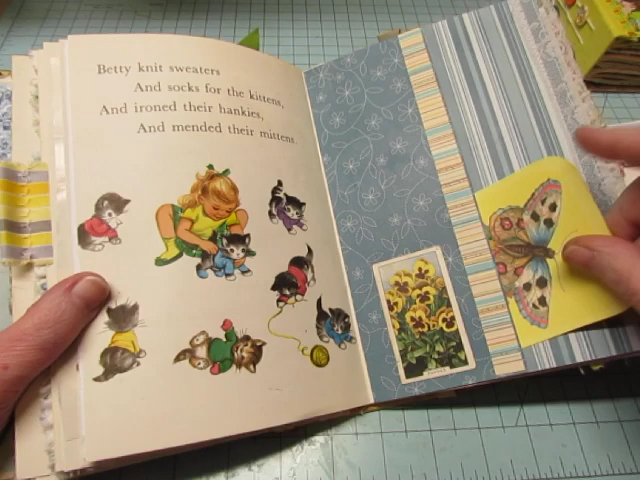 Betty knit sweaters
And socks for the kittens,
And ironed their hankies,
And mended their mittens.